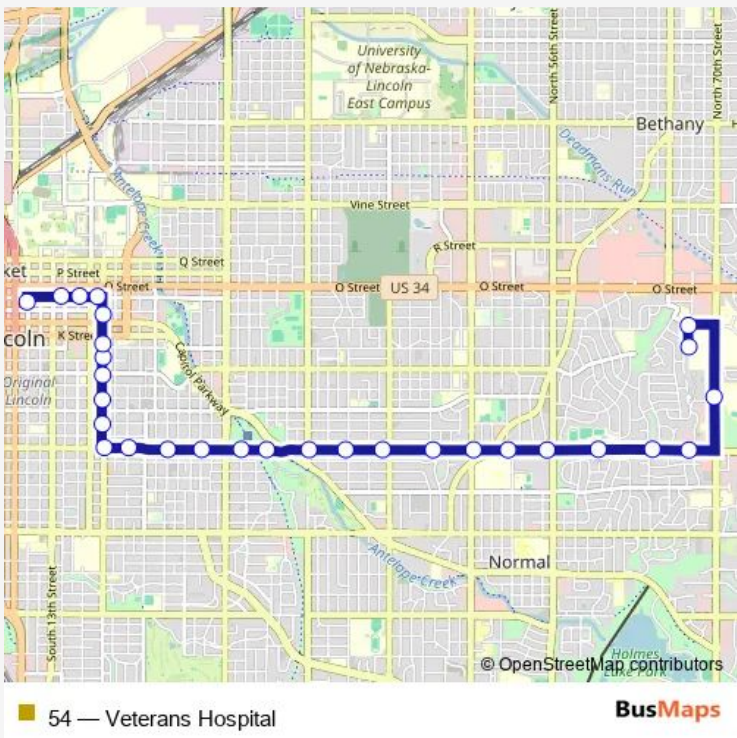 University
of Nebraska-
Lincoln
East Campus
North 56th Street
North 70th Street
Bethany
Deadmans Run
Antelope Creek
Vine Street
R Street
Q Street
ket
P Street
O Street
O Street
US 34
O Street
O Street
coln
K Stree
Capitol Parkway
Original
Lincoln
Antelope Creek
Normal
South 13th Street
Holmes
Lake Park
© OpenStreetMap contributors
54 — Veterans Hospital
BusMaps